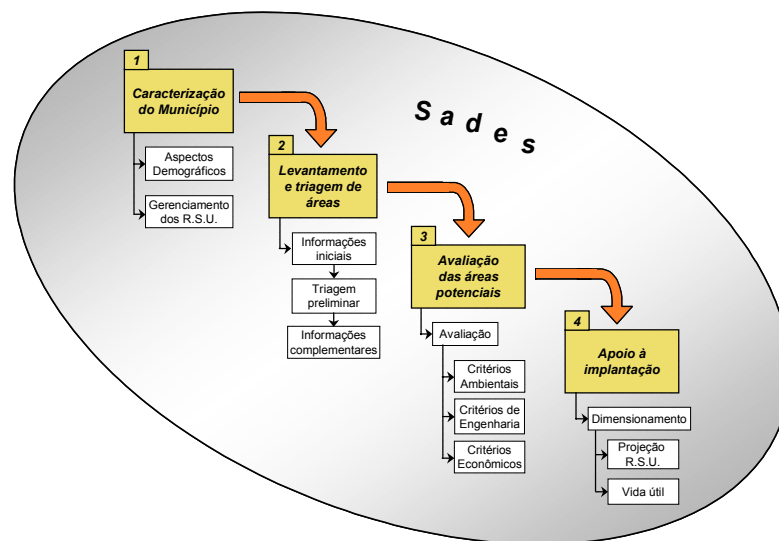 1
Caracterização
do Município
Aspectos
Demográficos
Gerenciamento
dos R.S.U.
Sades
2
Levantamento
e triagem de
áreas
Informações
iniciais
Triagem
preliminar
Informações
complementares
3
Avaliação
das áreas
potenciais
Avaliação
Critérios
Ambientais
Critérios de
Engenharia
Critérios
Econômicos
4
Apoio à
implantação
Dimensionamento
Projeção
R.S.U.
Vida útil